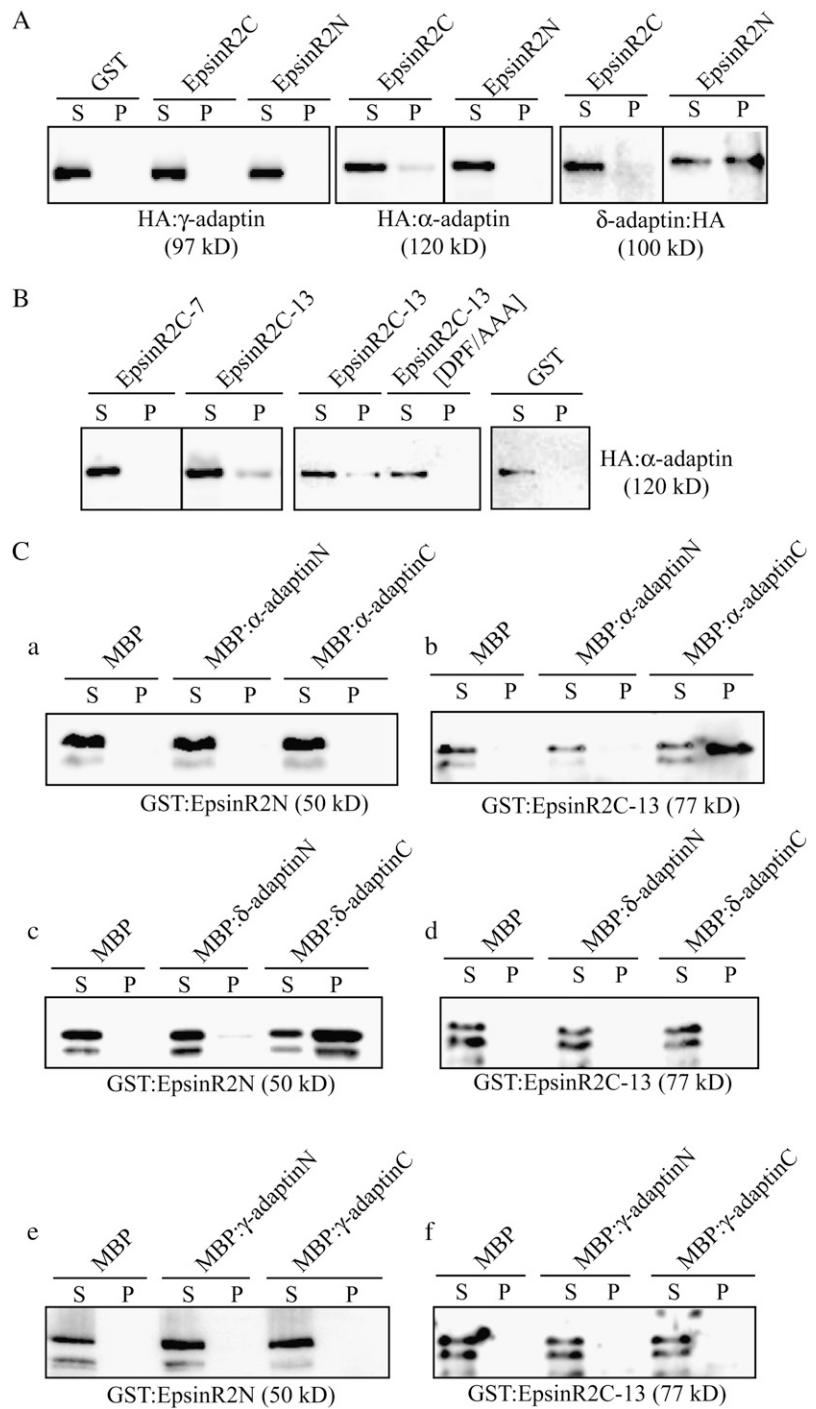 A
GST EpsinR2C EpsinR2N EpsinR2C EpsinR2N EpsinR2C EpsinR2N
S P S P S P S P S P S P S P
HA:γ-adaptin HA:α-adaptin δ-adaptin:HA
(97 kD) (120 kD) (100 kD)
B
EpsinR2C-7 EpsinR2C-13 EpsinR2C-13 EpsinR2C-13 [DPF/AAA] GST
S P S P S P S P S P
HA:α-adaptin
(120 kD)
C
a
MBP MBP:α-adaptinN MBP:α-adaptinC
S P S P S P
GST:EpsinR2N (50 kD)
b
MBP MBP:α-adaptinN MBP:α-adaptinC
S P S P S P
GST:EpsinR2C-13 (77 kD)
c
MBP MBP:δ-adaptinN MBP:δ-adaptinC
S P S P S P
GST:EpsinR2N (50 kD)
d
MBP MBP:δ-adaptinN MBP:δ-adaptinC
S P S P S P
GST:EpsinR2C-13 (77 kD)
e
MBP MBP:γ-adaptinN MBP:γ-adaptinC
S P S P S P
GST:EpsinR2N (50 kD)
f
MBP MBP:γ-adaptinN MBP:γ-adaptinC
S P S P S P
GST:EpsinR2C-13 (77 kD)